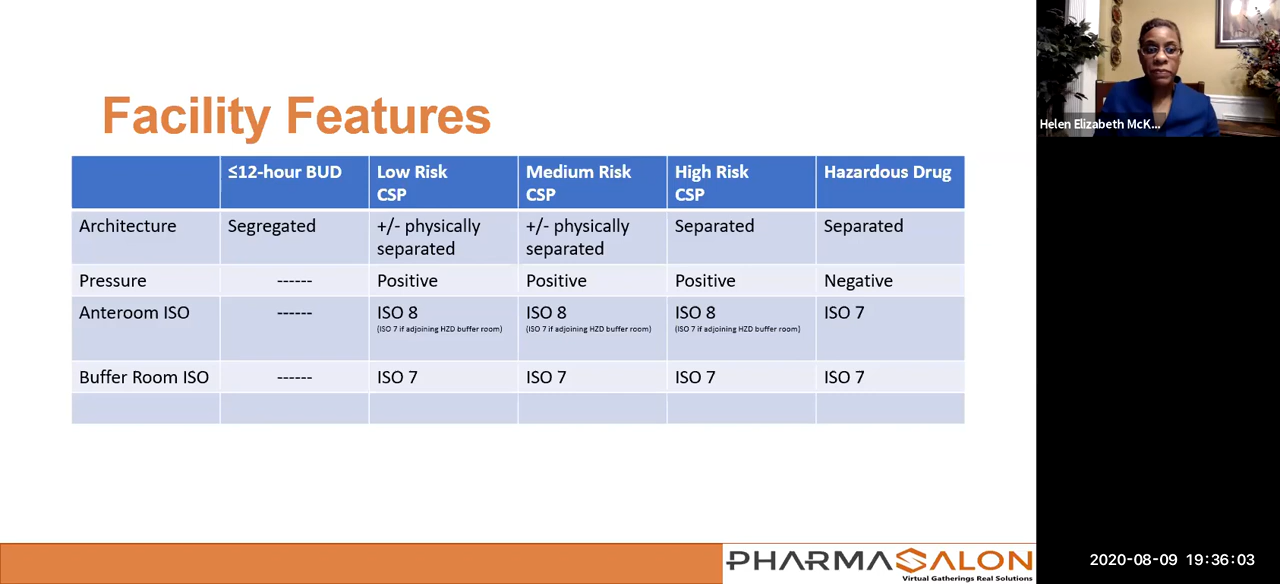 Facility Features
≤12-hour BUD
Low Risk
CSP
Medium Risk
CSP
High Risk
CSP
Hazardous Drug
Architecture
Segregated
+/- physically
separated
+/- physically
separated
Separated
Separated
Pressure
------
Positive
Positive
Positive
Negative
Anteroom ISO
------
ISO 8
(ISO 7 if adjoining HZD buffer room)
ISO 8
(ISO 7 if adjoining HZD buffer room)
ISO 8
(ISO 7 if adjoining HZD buffer room)
ISO 7
Buffer Room ISO
------
ISO 7
ISO 7
ISO 7
ISO 7
Helen Elizabeth McK...
PHARMASALON
Virtual Gatherings Real Solutions
2020-08-09 19:36:03